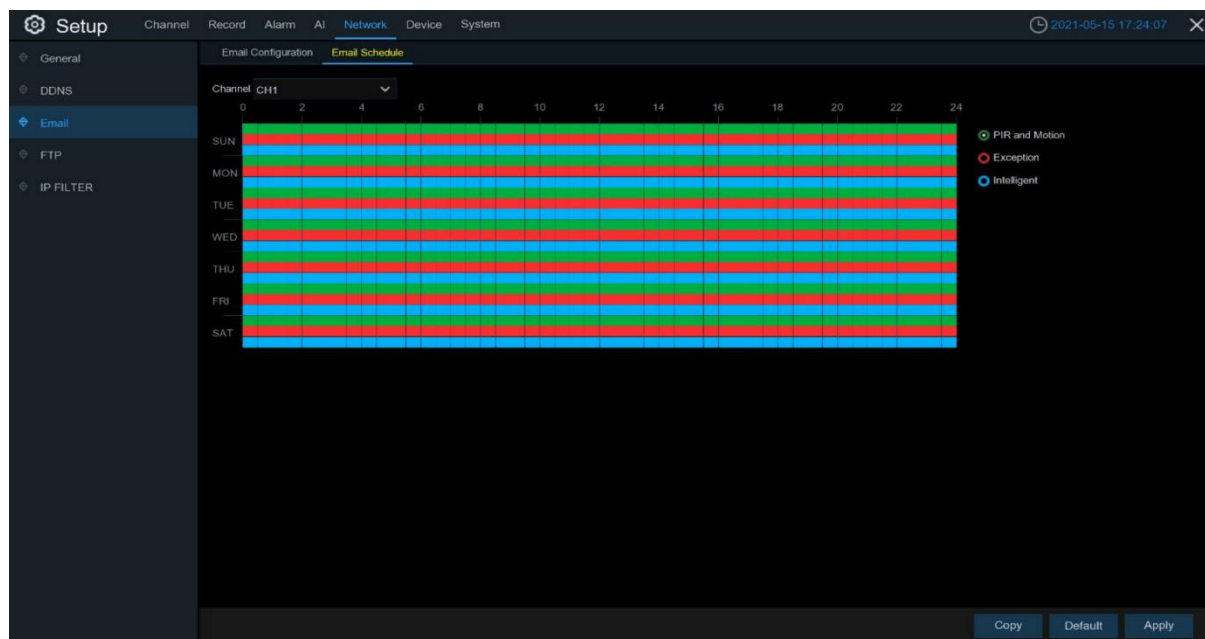 Setup Channel Record Alarm AI Network Device System 2021-05-15 17:24:07
General
DDNS
Email
FTP
IP FILTER
Email Configuration Email Schedule
Channel CH1
0 2 4 6 8 10 12 14 16 18 20 22 24
SUN
MON
TUE
WED
THU
FRI
SAT
PIR and Motion
Exception
Intelligent
Copy Default Apply